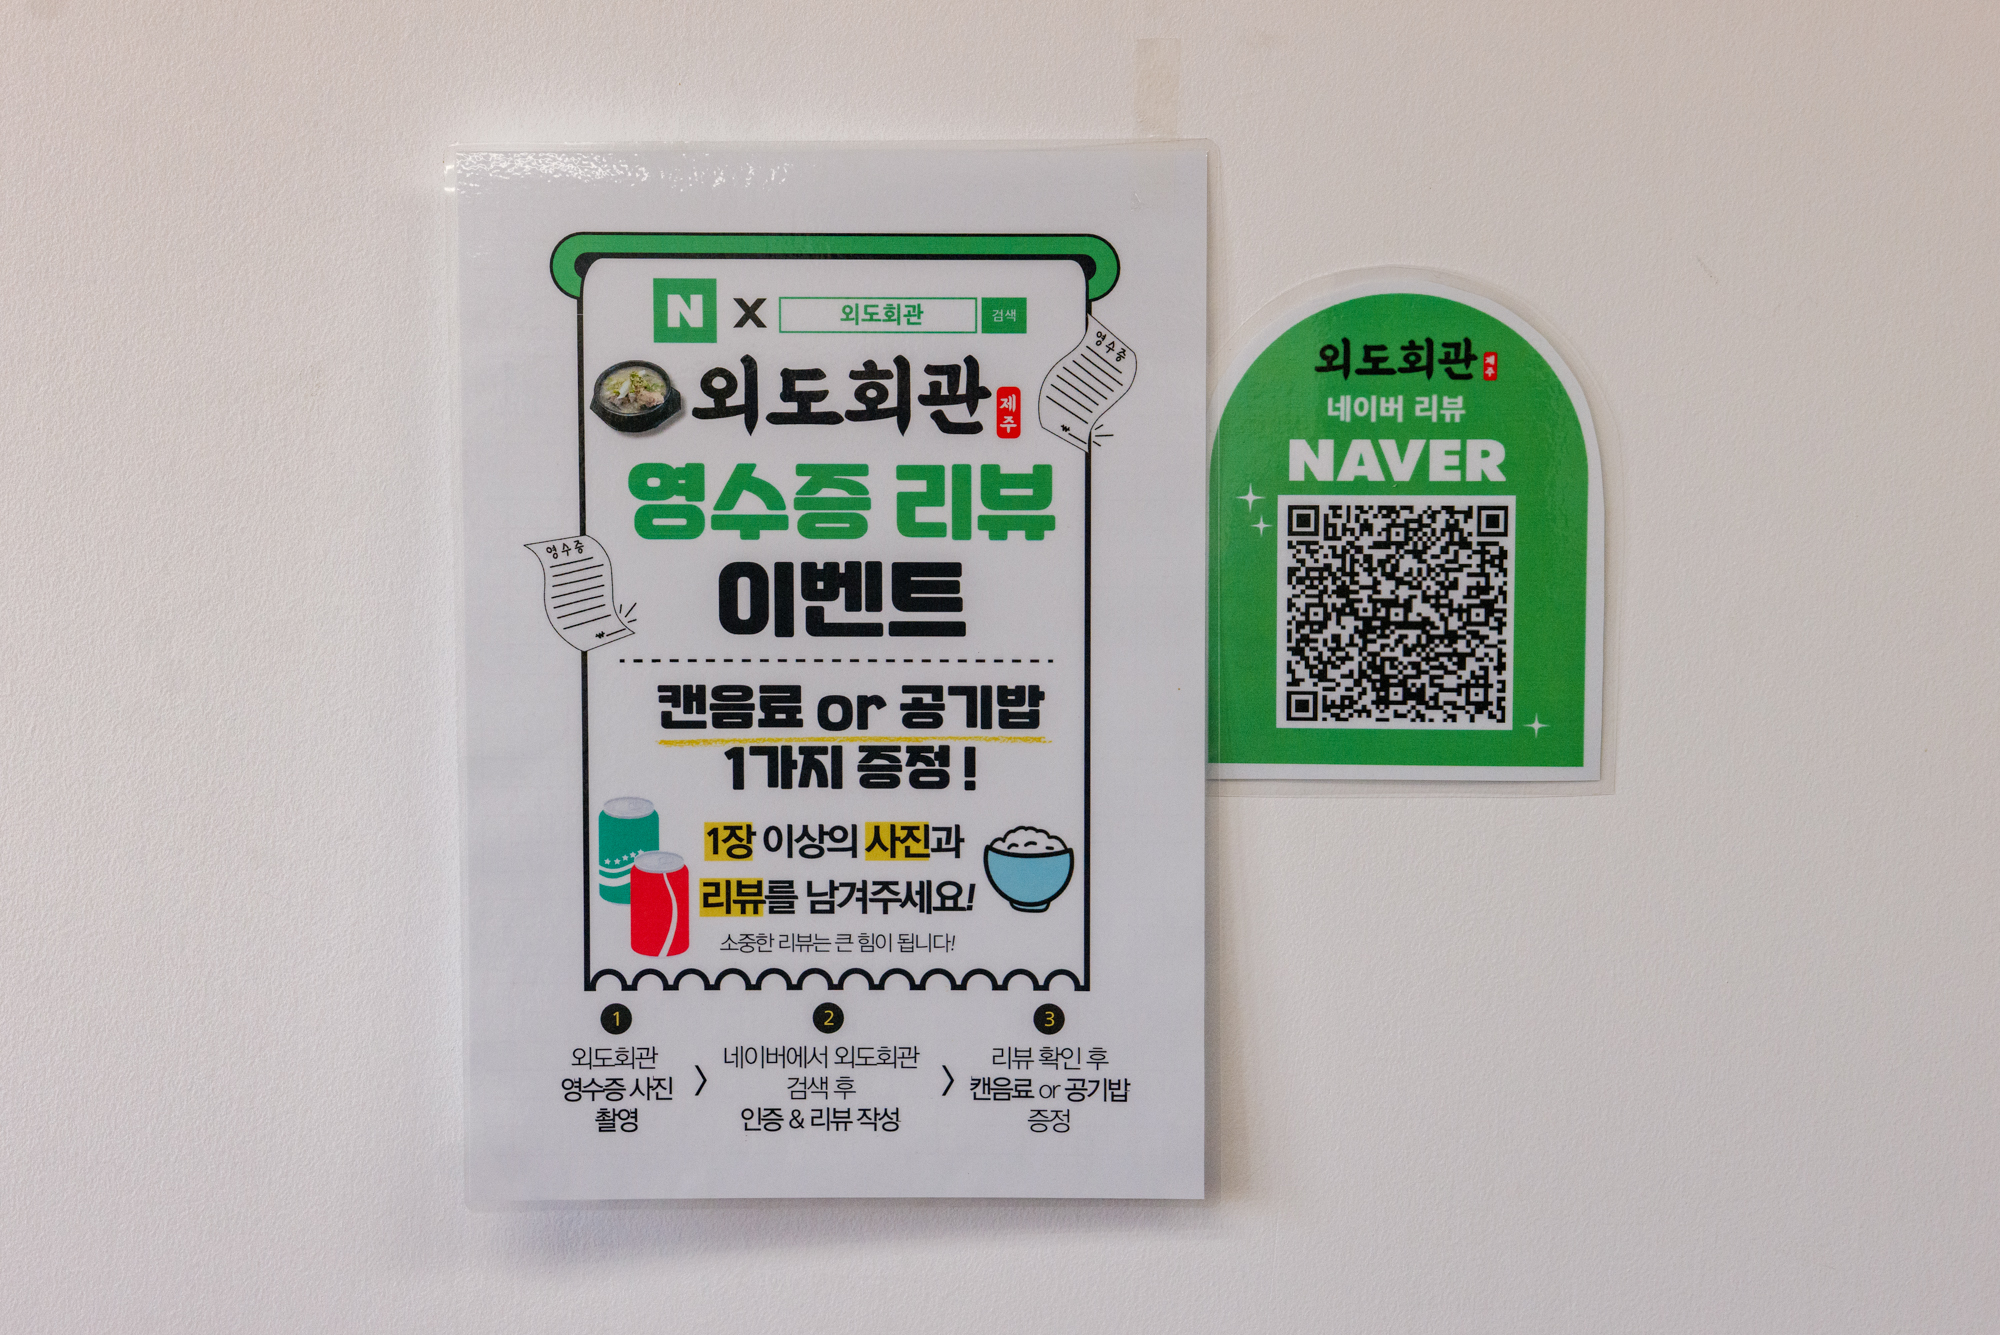 N X 외도회관 검색
외도회관 제주
영수증
영수증 리뷰
이벤트
영수증
캔음료 or 공기밥
1가지 증정 !
1장 이상의 사진과
리뷰를 남겨주세요!
소중한 리뷰는 큰 힘이 됩니다!
1
외도회관
영수증 사진
촬영
2
네이버에서 외도회관
검색 후
인증 & 리뷰 작성
3
리뷰 확인 후
캔음료 or 공기밥
증정
외도회관 제주
네이버 리뷰
NAVER